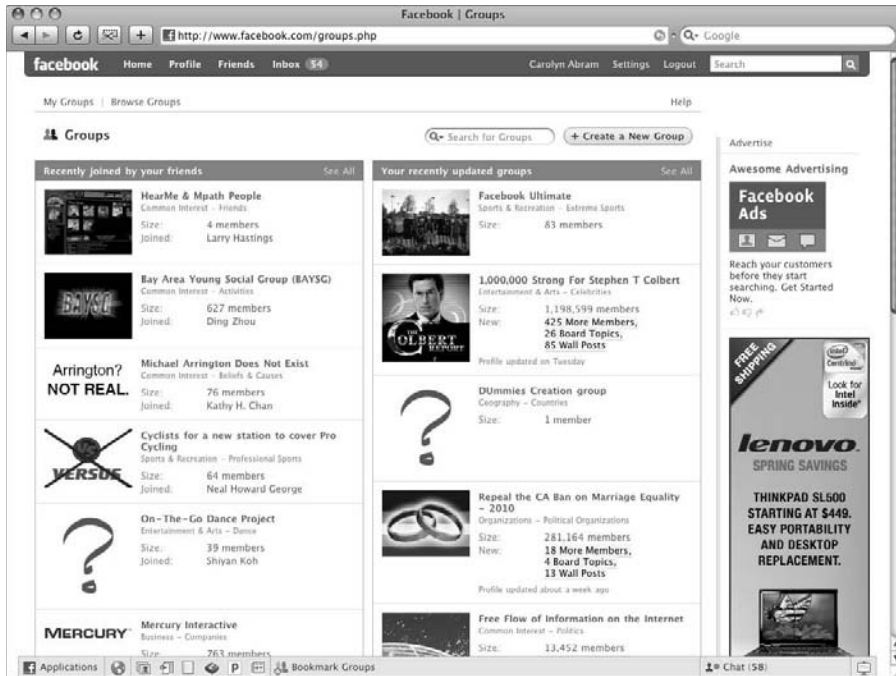 Facebook | Groups
http://www.facebook.com/groups.php
Google
facebook Home Profile Friends Inbox 54 Carolyn Abram Settings Logout Search
My Groups | Browse Groups Help
Groups Search for Groups + Create a New Group
Recently joined by your friends See All
HearMe & Mpath People
Common Interest - Friends
Size: 4 members
Joined: Larry Hastings
BAYSG
Bay Area Young Social Group (BAYSG)
Common Interest - Activities
Size: 627 members
Joined: Ding Zhou
Arrington?
NOT REAL.
Michael Arrington Does Not Exist
Common Interest - Beliefs & Causes
Size: 76 members
Joined: Kathy H. Chan
VS
VERSUS
Cyclists for a new station to cover Pro
Cycling
Sports & Recreation - Professional Sports
Size: 64 members
Joined: Neal Howard George
?
On-The-Go Dance Project
Entertainment & Arts - Dance
Size: 39 members
Joined: Shiyan Koh
MERCURY
Mercury Interactive
Business - Companies
Size: 763 members
Your recently updated groups See All
Facebook Ultimate
Sports & Recreation - Extreme Sports
Size: 83 members
THE
COLBERT
REPORT
1,000,000 Strong For Stephen T Colbert
Entertainment & Arts - Celebrities
Size: 1,198,599 members
New: 425 More Members,
26 Board Topics,
85 Wall Posts
Profile updated on Tuesday
?
DUmmies Creation group
Geography - Countries
Size: 1 member
Repeal the CA Ban on Marriage Equality
- 2010
Organizations - Political Organizations
Size: 281,164 members
New: 18 More Members,
4 Board Topics,
13 Wall Posts
Profile updated about a week ago
Free Flow of Information on the Internet
Common Interest - Politics
Size: 13,452 members
Advertise
Awesome Advertising
Facebook
Ads
Reach your customers
before they start
searching. Get Started
Now.
FREE
SHIPPING
intel
Centrino
Look for
Intel
Inside®
lenovo
SPRING SAVINGS
THINKPAD SL500
STARTING AT $449.
EASY PORTABILITY
AND DESKTOP
REPLACEMENT.
Applications P Bookmark Groups Chat (58)